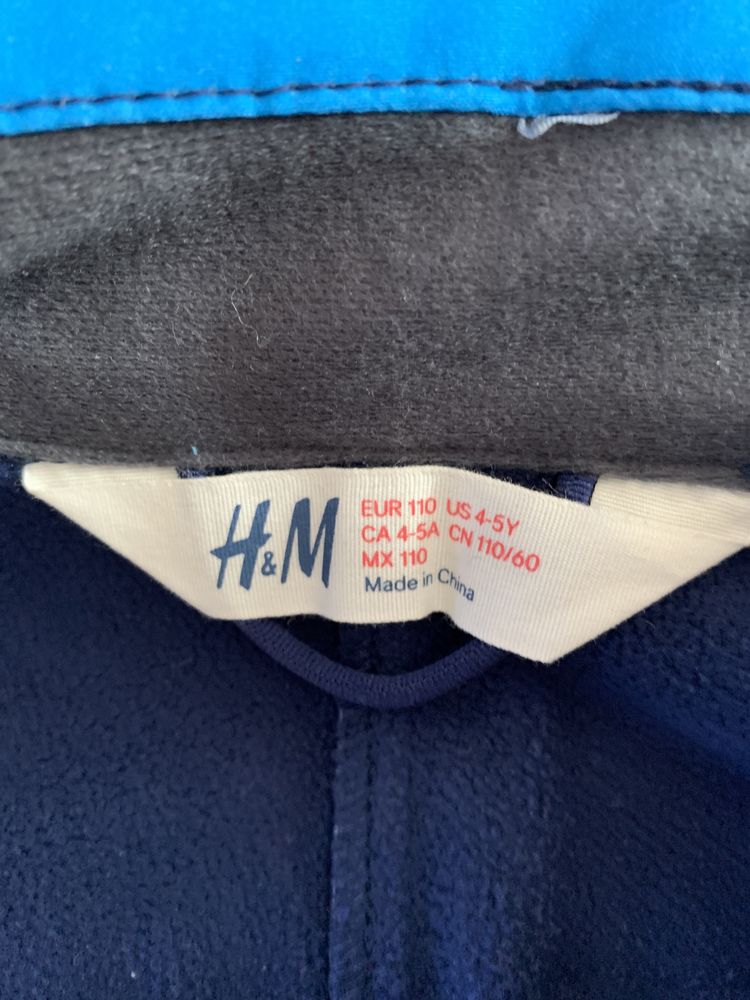 H&M
EUR 110 US 4-5Y
CA 4-5A CN 110/60
MX 110
Made in China